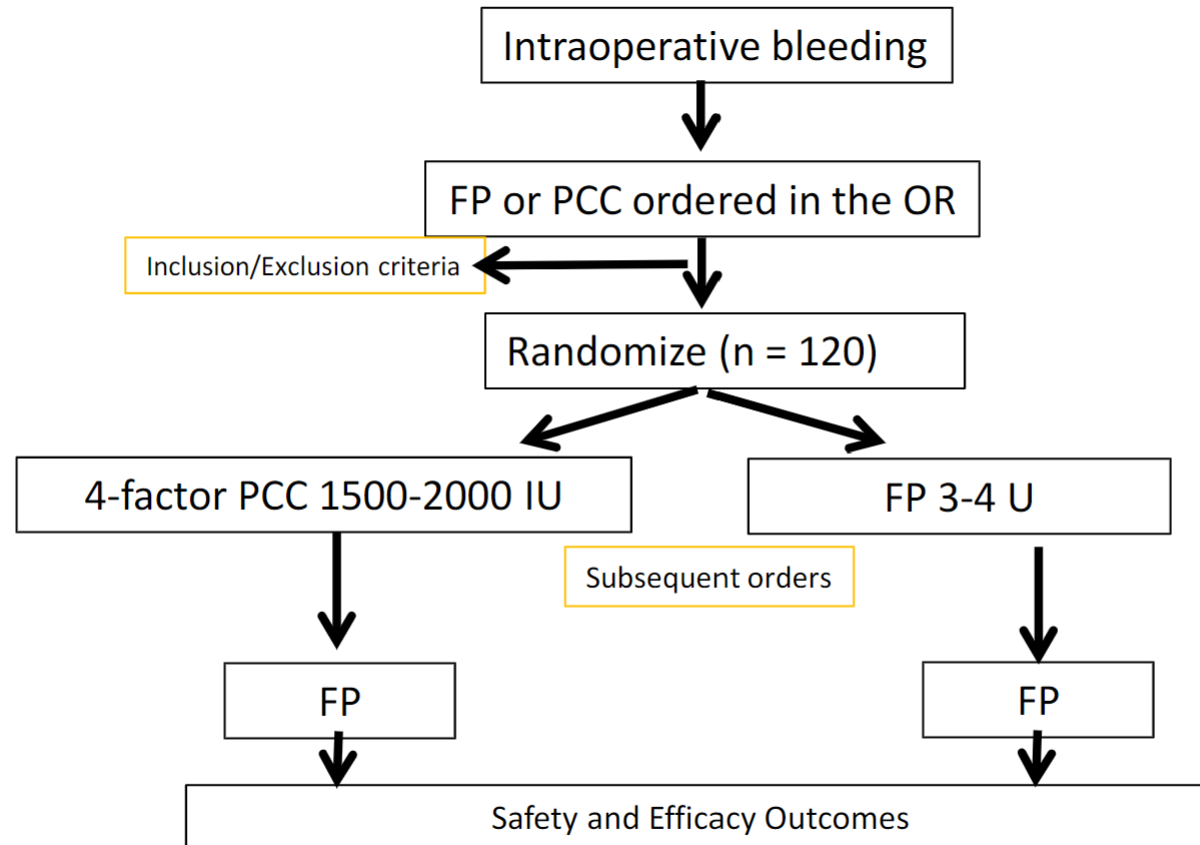 Intraoperative bleeding
FP or PCC ordered in the OR
Inclusion/Exclusion criteria
Randomize (n = 120)
4-factor PCC 1500-2000 IU
FP 3-4 U
Subsequent orders
FP
FP
Safety and Efficacy Outcomes